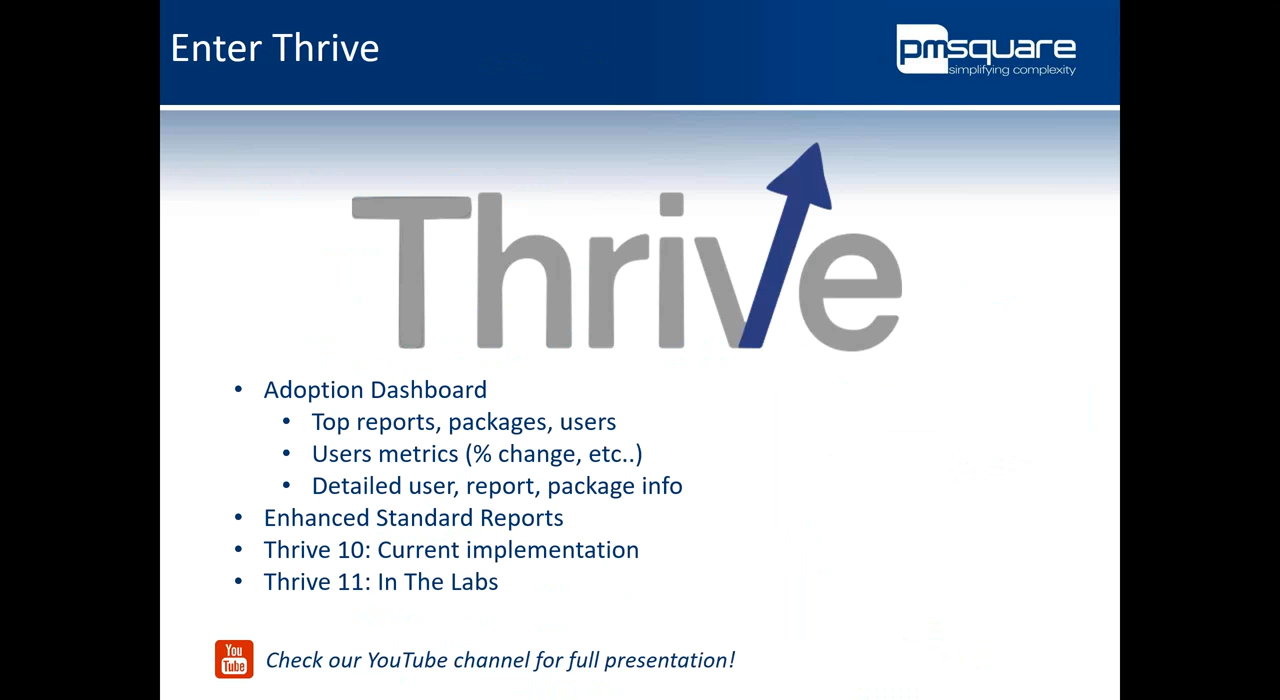 Enter Thrive
pmsquare
simplifying complexity
Thrive
• Adoption Dashboard
• Top reports, packages, users
• Users metrics (% change, etc..)
• Detailed user, report, package info
• Enhanced Standard Reports
• Thrive 10: Current implementation
• Thrive 11: In The Labs
You
Tube
Check our YouTube channel for full presentation!